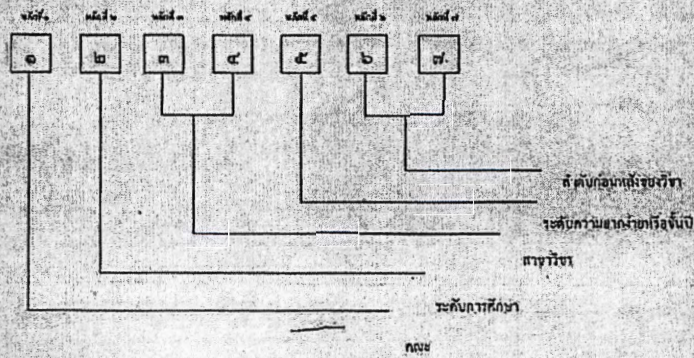 หลักที่ ๑ หลักที่ ๒ หลักที่ ๓ หลักที่ ๔ หลักที่ ๕ หลักที่ ๖ หลักที่ ๗
๑ ๒ ๓ ๔ ๕ ๖ ๗
ลำดับก่อนหลังของวิชา
ระดับความยากง่ายหรือชั้นปี
สาขาวิชา
ระดับการศึกษา
คณะ